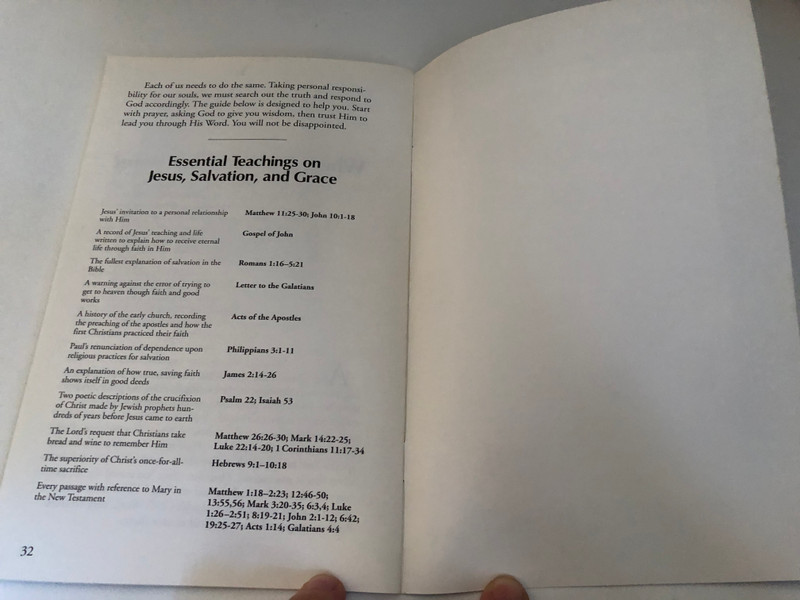 Each of us needs to do the same. Taking personal responsi-
bility for our souls, we must search out the truth and respond to
God accordingly. The guide below is designed to help you. Start
with prayer, asking God to give you wisdom, then trust Him to
lead you through His Word. You will not be disappointed.
Essential Teachings on
Jesus, Salvation, and Grace
Jesus' invitation to a personal relationship
with Him
Matthew 11:25-30; John 10:1-18
A record of Jesus' teaching and life
written to explain how to receive eternal
life through faith in Him
Gospel of John
The fullest explanation of salvation in the
Bible
Romans 1:16–5:21
A warning against the error of trying to
get to heaven though faith and good
works
Letter to the Galatians
A history of the early church, recording
the preaching of the apostles and how the
first Christians practiced their faith
Acts of the Apostles
Paul's renunciation of dependence upon
religious practices for salvation
Philippians 3:1-11
An explanation of how true, saving faith
shows itself in good deeds
James 2:14-26
Two poetic descriptions of the crucifixion
of Christ made by Jewish prophets hun-
dreds of years before Jesus came to earth
Psalm 22; Isaiah 53
The Lord's request that Christians take
bread and wine to remember Him
Matthew 26:26-30; Mark 14:22-25;
Luke 22:14-20; 1 Corinthians 11:17-34
The superiority of Christ's once-for-all-
time sacrifice
Hebrews 9:1–10:18
Every passage with reference to Mary in
the New Testament
Matthew 1:18–2:23; 12:46-50;
13:55,56; Mark 3:20-35; 6:3,4; Luke
1:26–2:51; 8:19-21; John 2:1-12; 6:42;
19:25-27; Acts 1:14; Galatians 4:4
32